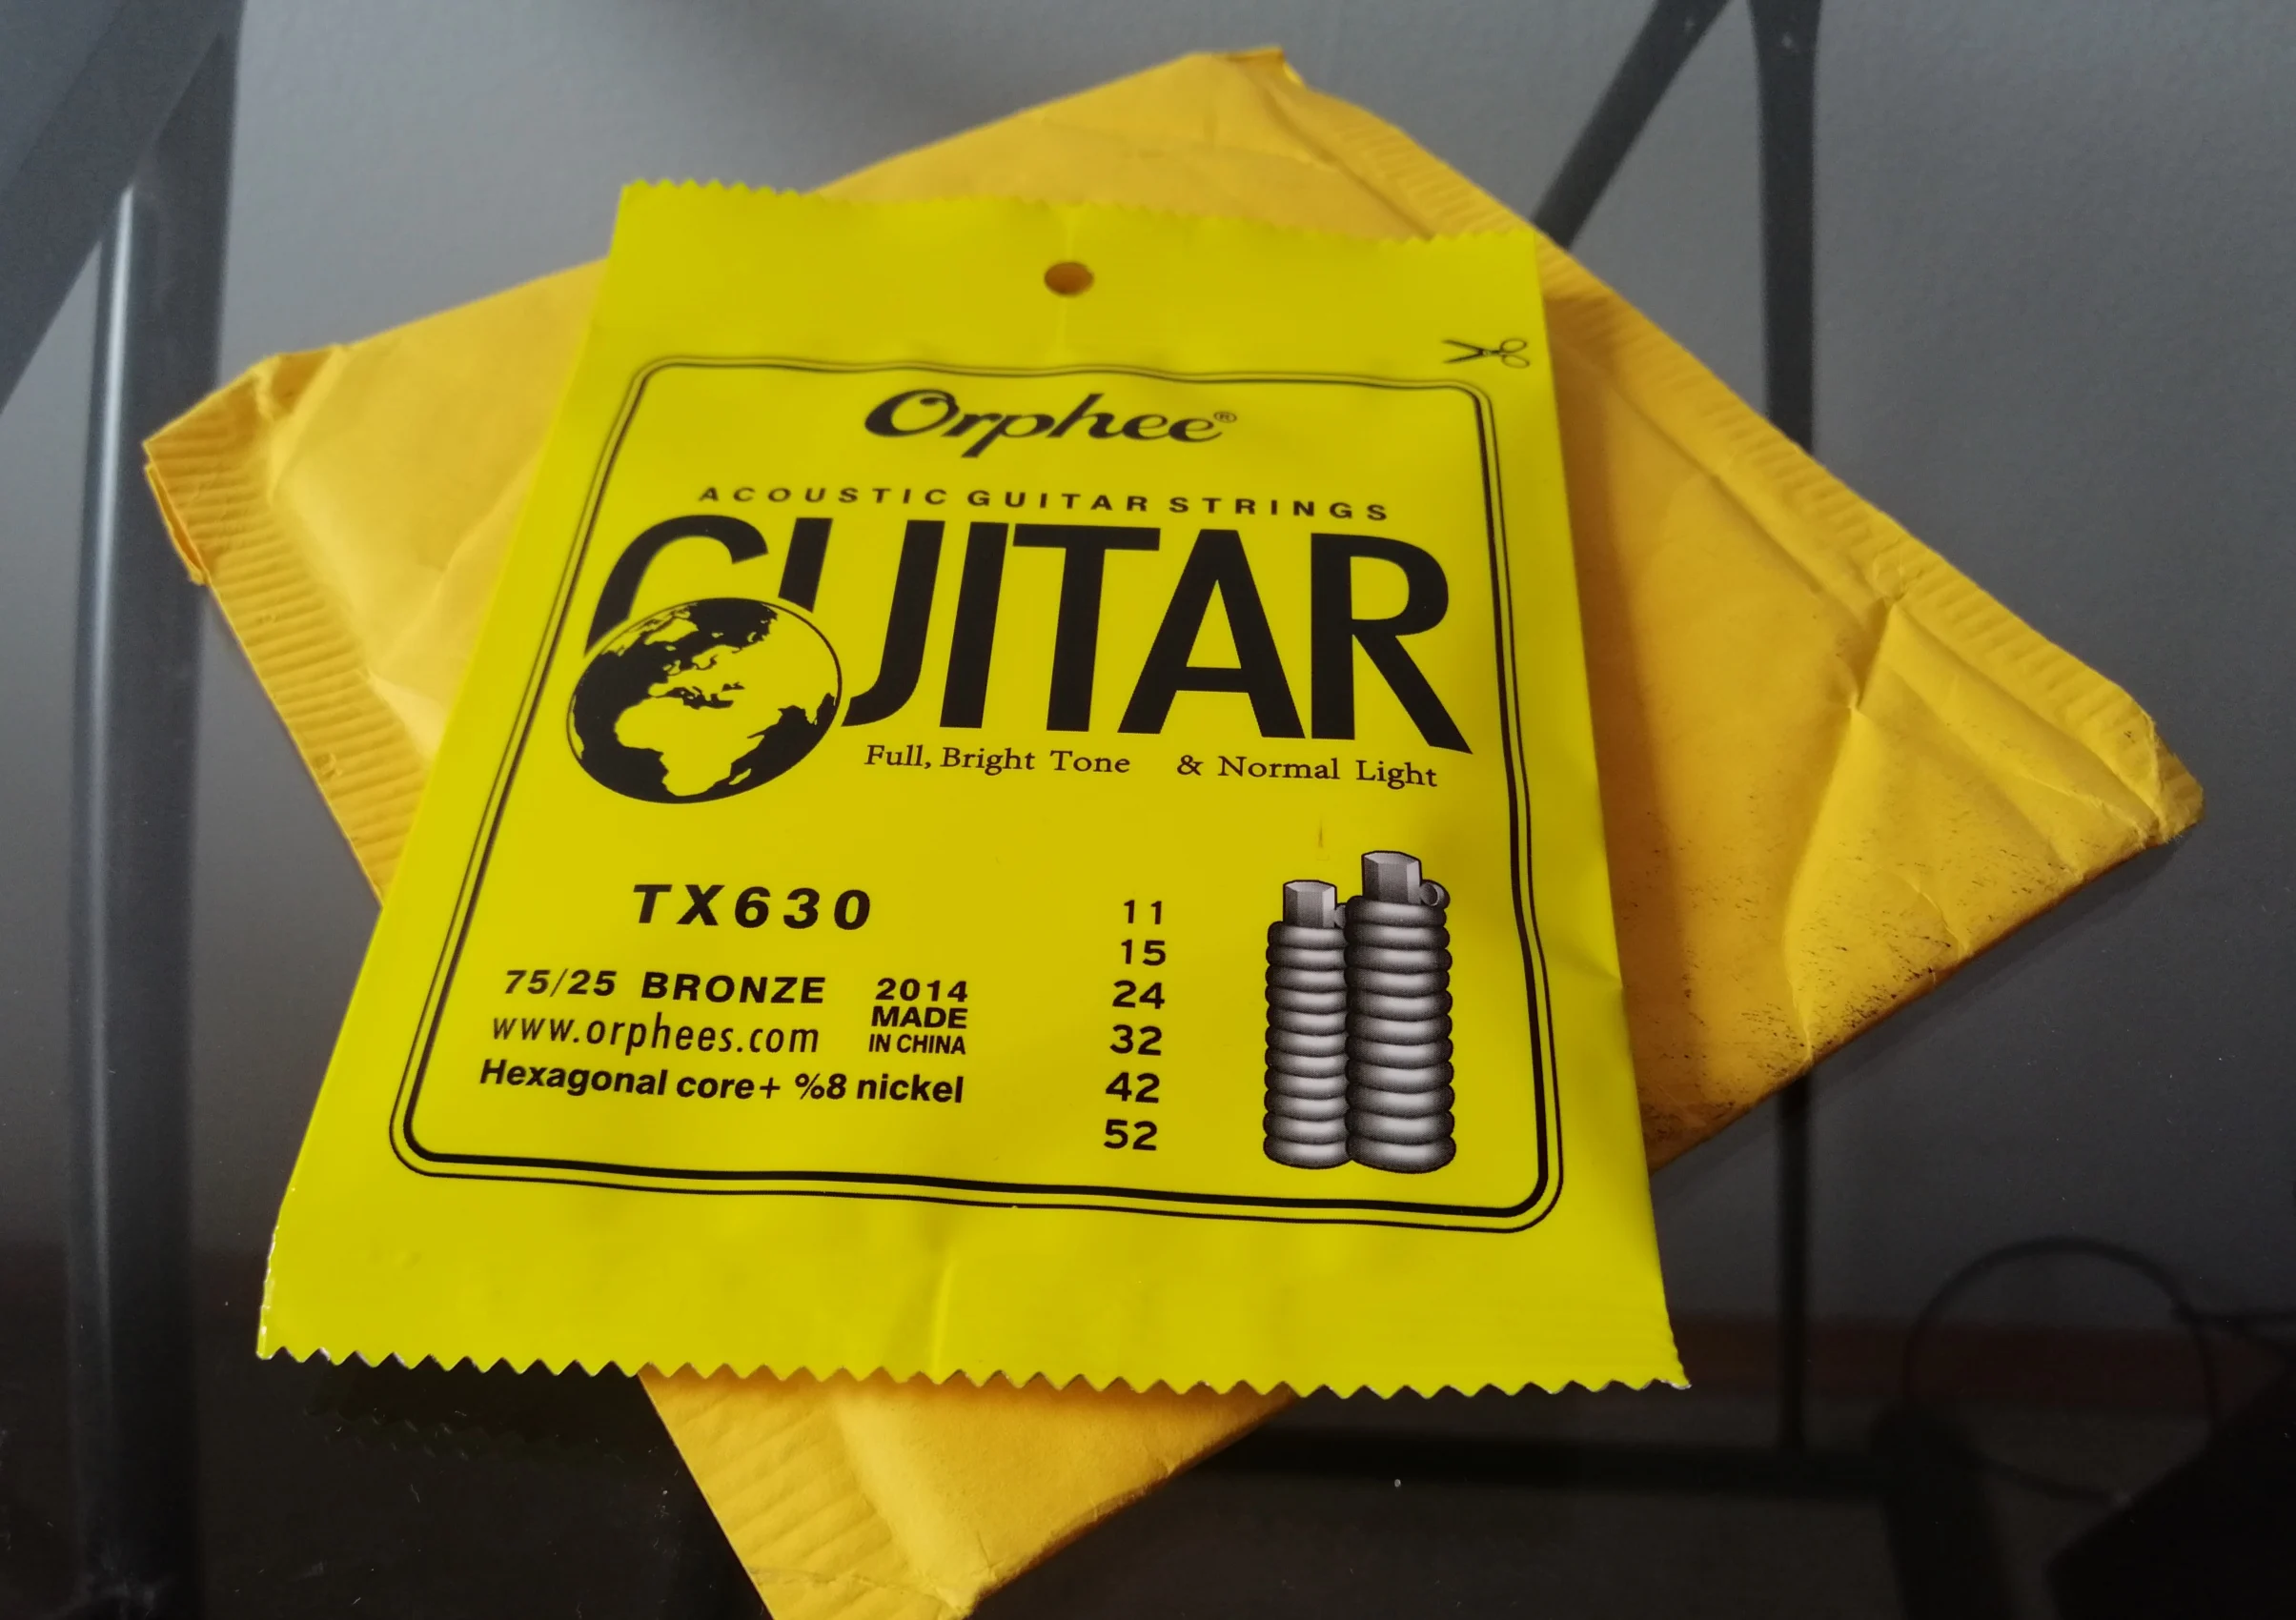 Orphee®
ACOUSTIC GUITAR STRINGS
GUITAR
Full, Bright Tone & Normal Light
TX630
75/25 BRONZE
www.orphees.com
2014
MADE
IN CHINA
Hexagonal core+ %8 nickel
11
15
24
32
42
52